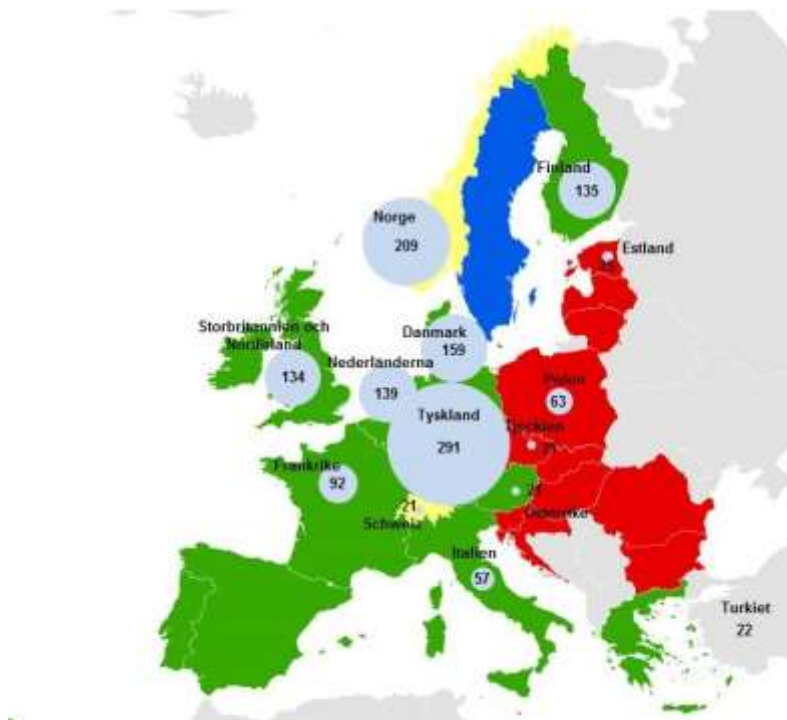 Finland
135
Norge
209
Estland
Storbritannien och
Nordirland
134
Danmark
159
Nederländerna
139
Polen
63
Tyskland
291
Tjeckien
21
Frankrike
92
21
Schweiz
Österrike
Italien
57
Turkiet
22